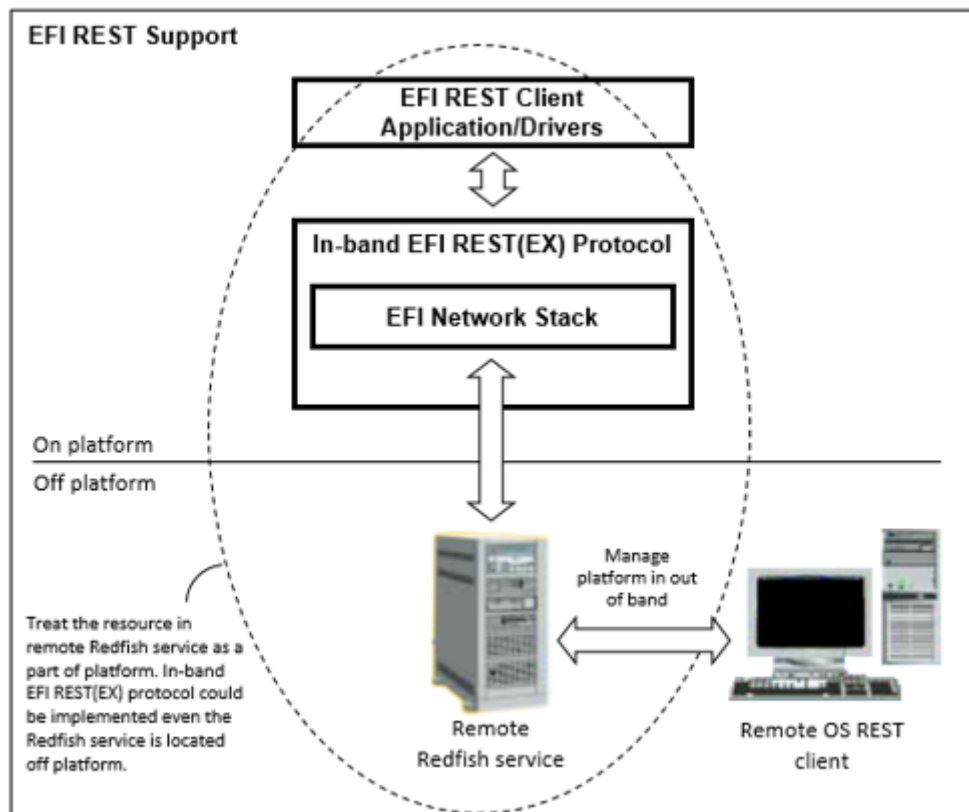 EFI REST Support
EFI REST Client
Application/Drivers
In-band EFI REST(EX) Protocol
EFI Network Stack
On platform
Off platform
Manage
platform in out
of band
Treat the resource in
remote Redfish service as a
part of platform. In-band
EFI REST(EX) protocol could
be implemented even the
Redfish service is located
off platform.
Remote
Redfish service
Remote OS REST
client